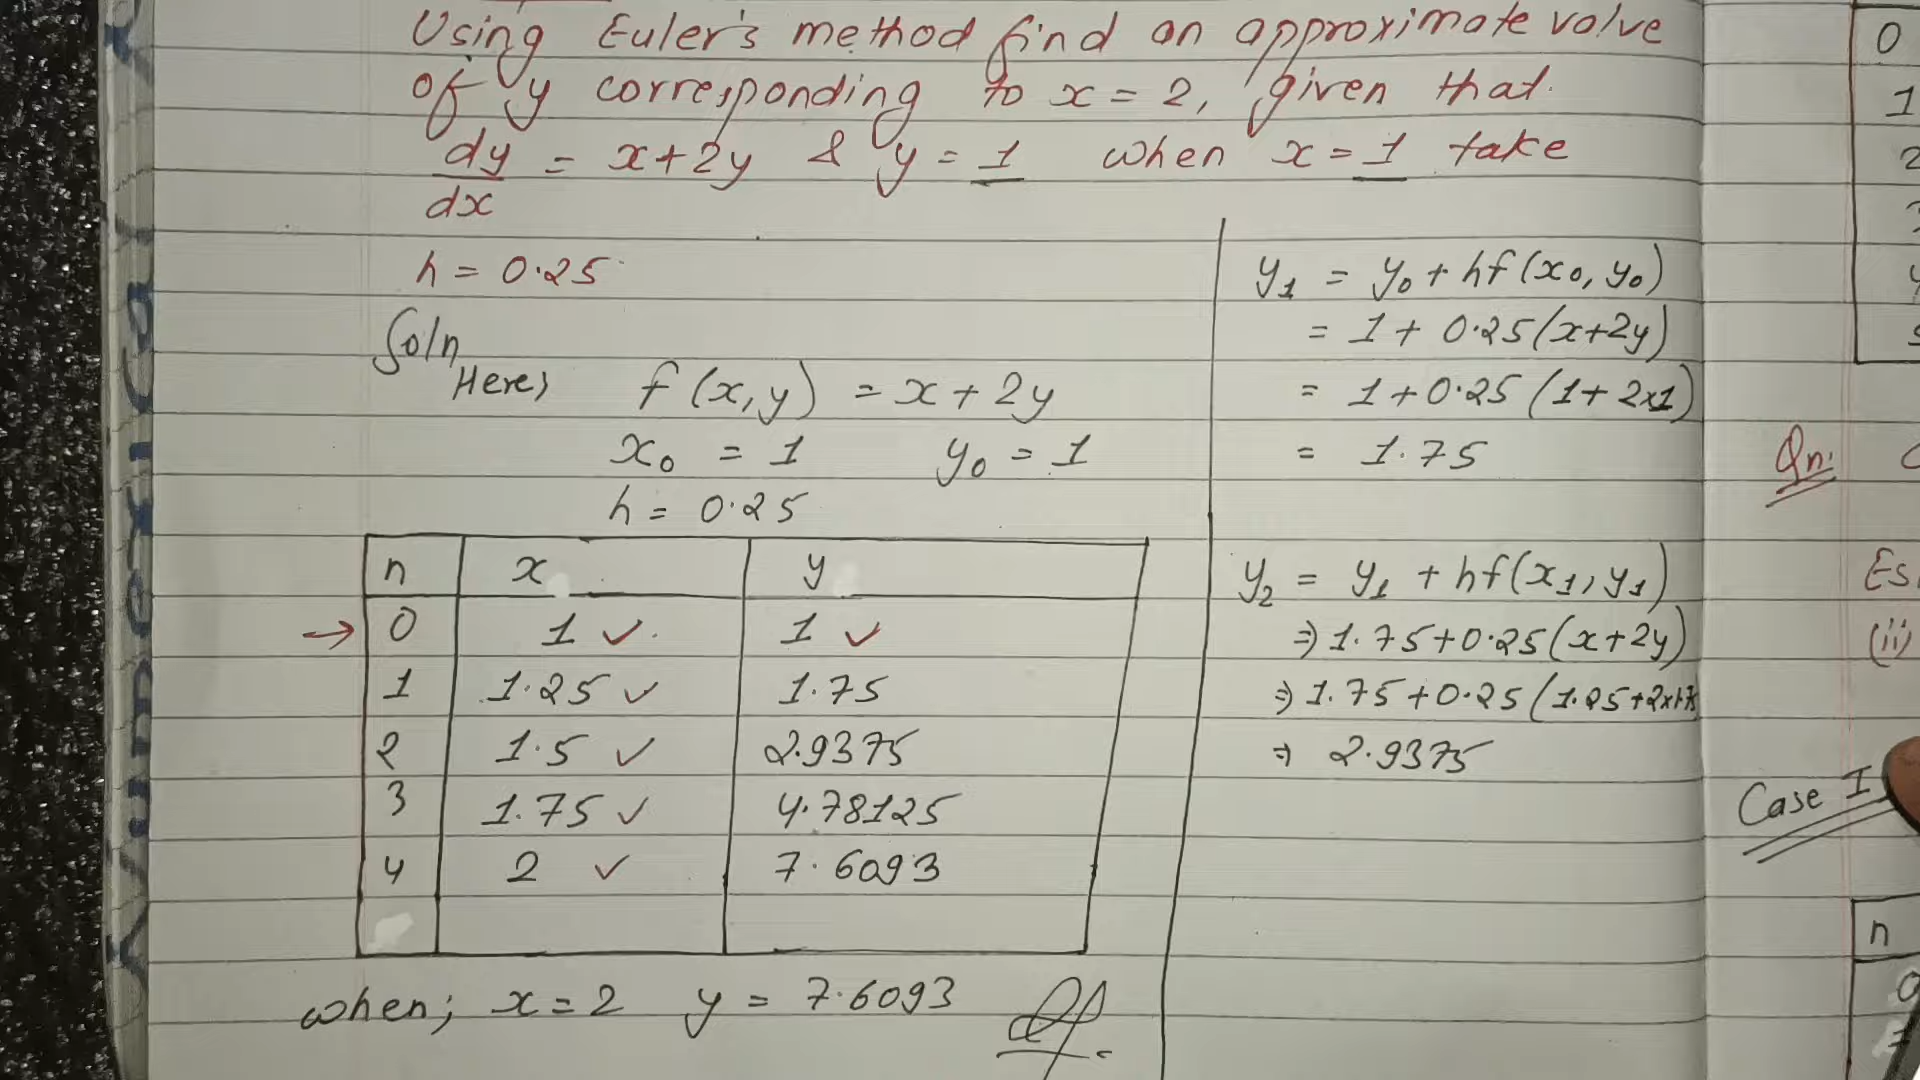 Using Euler's method find an approximate value
of y corresponding to x = 2, given that.
dy/dx = x+2y & y = 1 when x = 1 take
h = 0.25
Soln
Here, f(x,y) = x + 2y
x₀ = 1 y₀ = 1
h = 0.25
n x y
→ 0 1 ✓. 1 ✓
1 1.25 ✓ 1.75
2 1.5 ✓ 2.9375
3 1.75 ✓ 4.78125
4 2 ✓ 7.6093
when; x = 2 y = 7.6093
y₁ = y₀ + hf(x₀, y₀)
= 1 + 0.25(x+2y)
= 1 + 0.25 (1 + 2x1)
= 1.75
y₂ = y₁ + hf(x₁, y₁)
⇒ 1.75 + 0.25(x+2y)
⇒ 1.75 + 0.25 (1.25+2x1.75
⇒ 2.9375
0
1
2
Qn.
(ii)
Case I
n